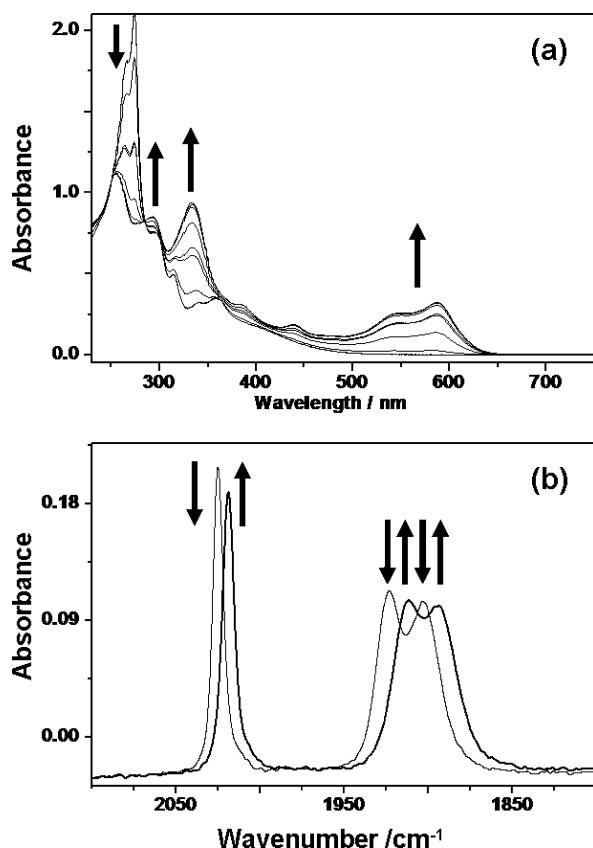 2.0
(a)
1.0
Absorbance
0.0
300 400 500 600 700
Wavelength / nm
(b)
0.18
0.09
Absorbance
0.00
2050 1950 1850
Wavenumber /cm⁻¹